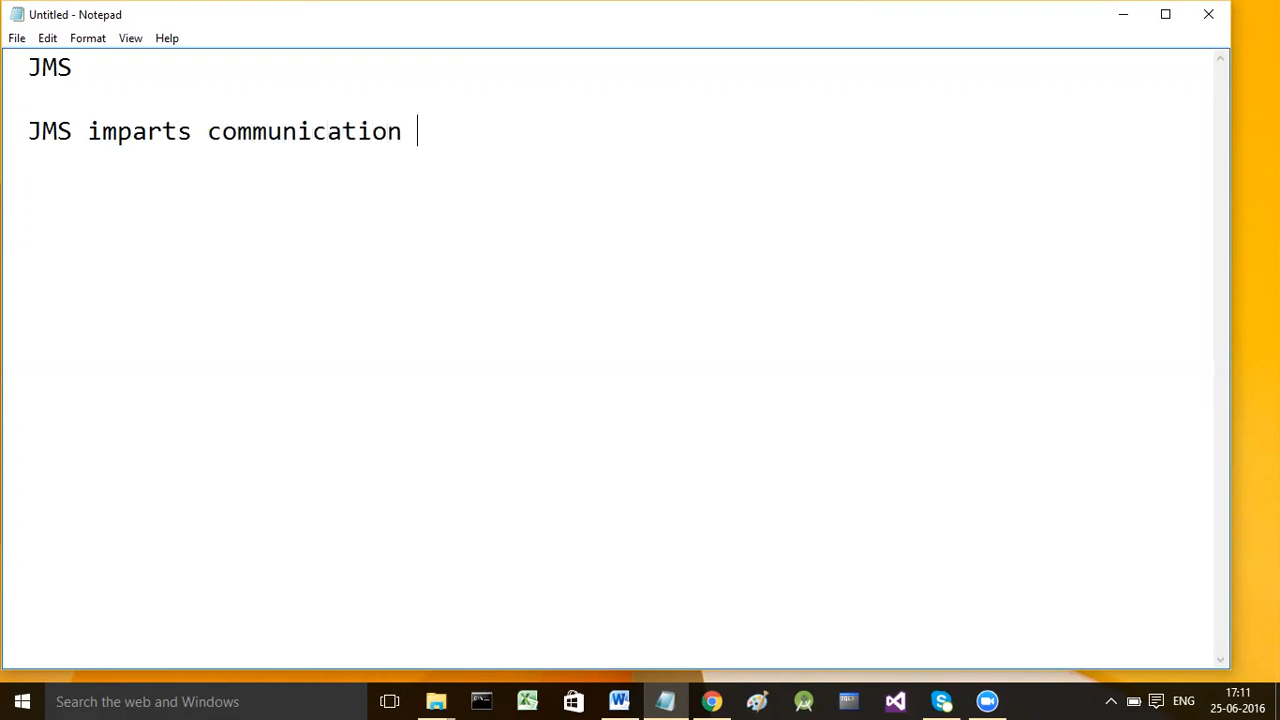 Untitled - Notepad
File Edit Format View Help
JMS
JMS imparts communication
Search the web and Windows
ENG
17:11
25-06-2016